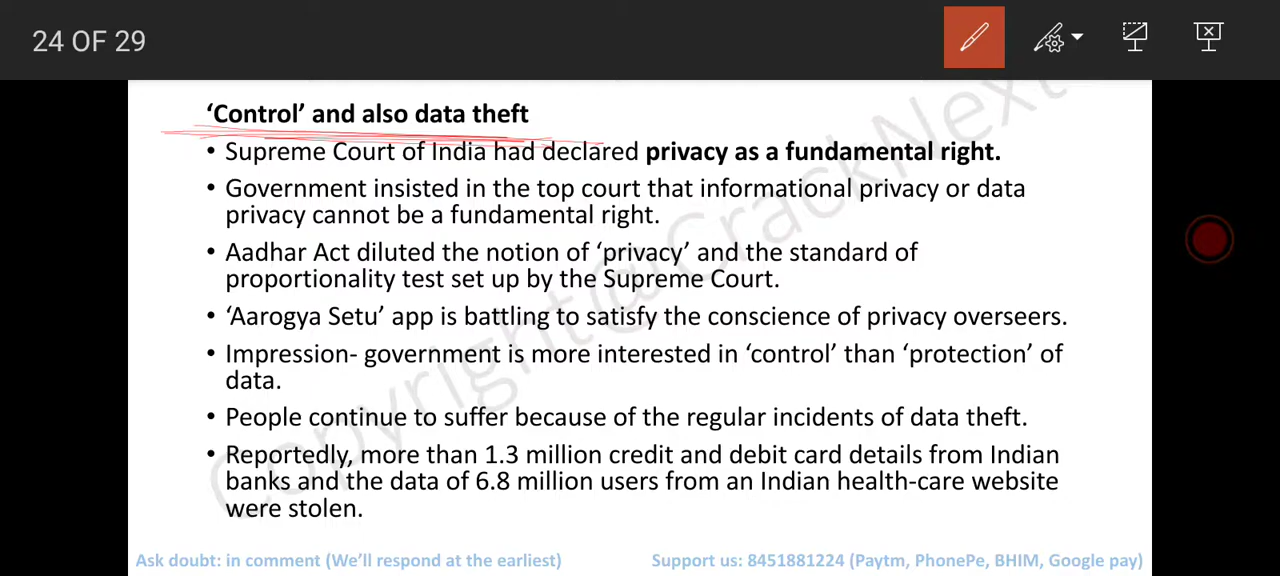 24 OF 29
‘Control’ and also data theft
• Supreme Court of India had declared privacy as a fundamental right.
• Government insisted in the top court that informational privacy or data
privacy cannot be a fundamental right.
• Aadhar Act diluted the notion of ‘privacy’ and the standard of
proportionality test set up by the Supreme Court.
• ‘Aarogya Setu’ app is battling to satisfy the conscience of privacy overseers.
• Impression- government is more interested in ‘control’ than ‘protection’ of
data.
• People continue to suffer because of the regular incidents of data theft.
• Reportedly, more than 1.3 million credit and debit card details from Indian
banks and the data of 6.8 million users from an Indian health-care website
were stolen.
Copyright@CrackNext
Ask doubt: in comment (We’ll respond at the earliest)
Support us: 8451881224 (Paytm, PhonePe, BHIM, Google pay)